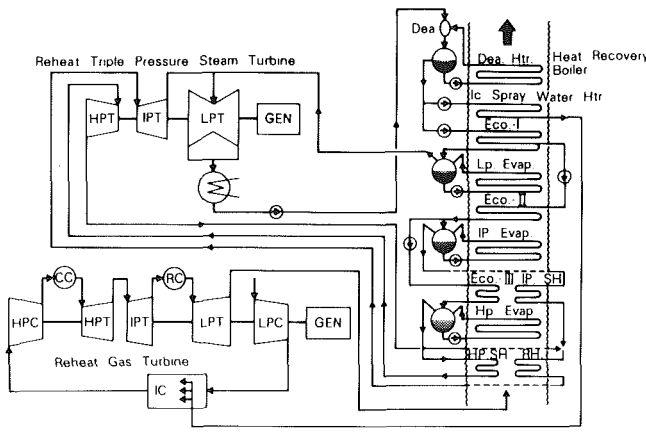 Dea
Reheat Triple Pressure Steam Turbine
Dea. Htr.
Heat Recovery
Boiler
Ic Spray Water Htr
HPT
IPT
LPT
GEN
Eco.-I
Lp Evap.
Eco.-II
IP Evap.
Eco.-III IP SH
CC
RC
HPC
HPT
IPT
LPT
LPC
GEN
Hp Evap
HP.SH RH.
Reheat Gas Turbine
IC